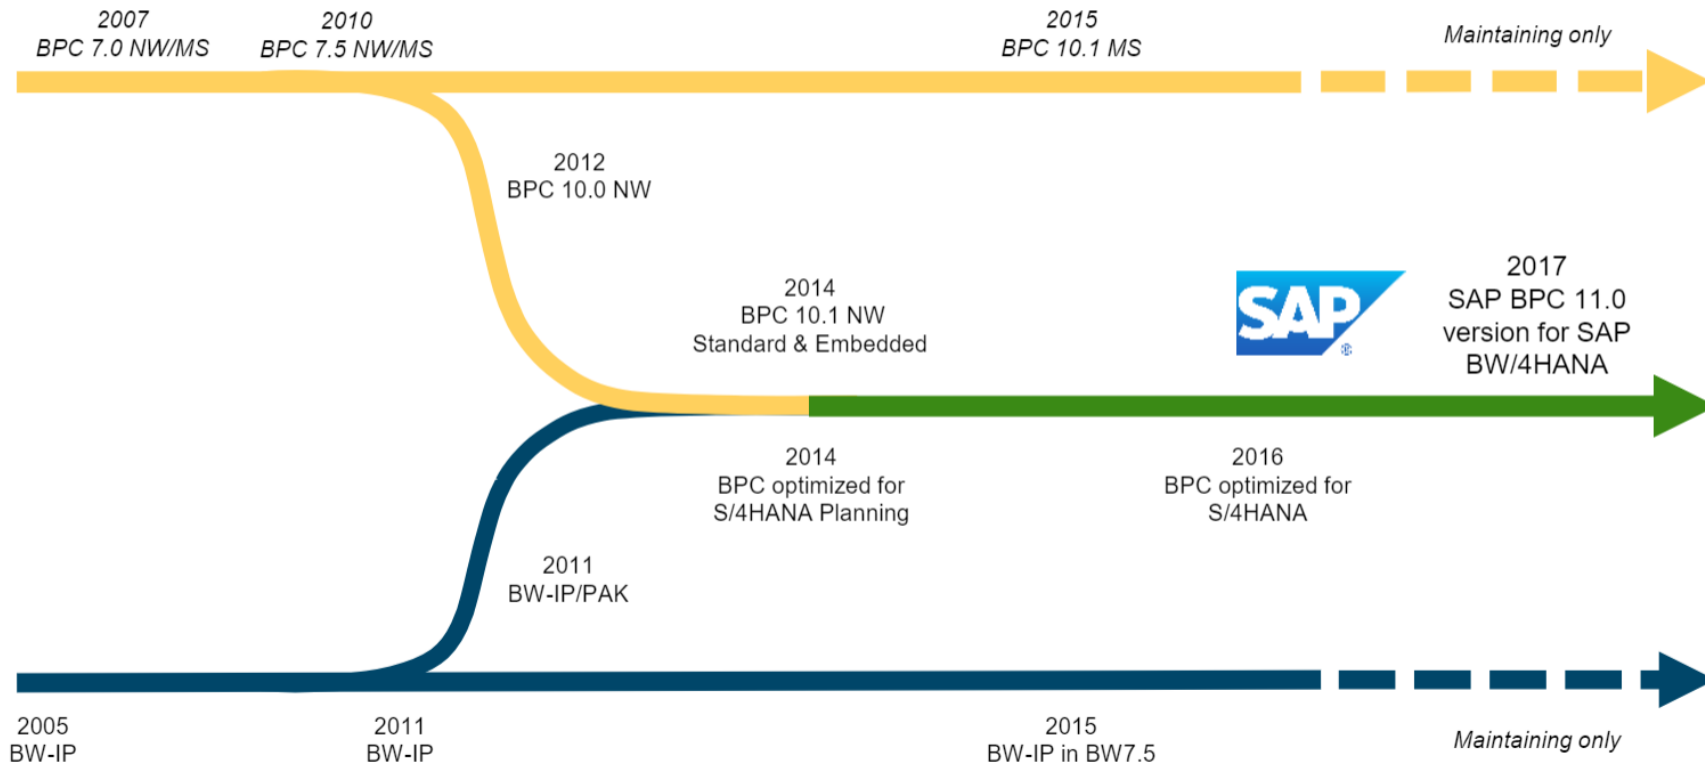 2007
BPC 7.0 NW/MS
2010
BPC 7.5 NW/MS
2015
BPC 10.1 MS
Maintaining only
2012
BPC 10.0 NW
2014
BPC 10.1 NW
Standard & Embedded
SAP
®
2017
SAP BPC 11.0
version for SAP
BW/4HANA
2014
BPC optimized for
S/4HANA Planning
2016
BPC optimized for
S/4HANA
2011
BW-IP/PAK
2005
BW-IP
2011
BW-IP
2015
BW-IP in BW7.5
Maintaining only